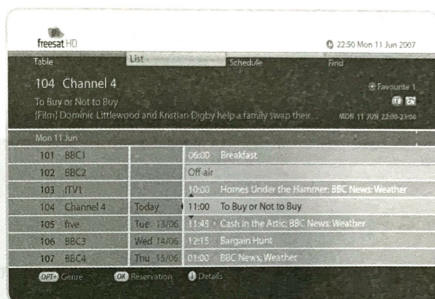 freesat HD
22:50 Mon 11 Jun 2007
Table List Schedule Find
104 Channel 4
Favourite 1
To Buy or Not to Buy
[Film] Dominic Littlewood and Kristian Digby help a family swap their...
MON 11 JUN 22:00-23:00
Mon 11 Jun
101 BBC1 06:00 Breakfast
102 BBC2 Off air
103 ITV1 10:00 Homes Under the Hammer; BBC News; Weather
104 Channel 4 Today 11:00 To Buy or Not to Buy
105 five Tue 13/06 11:45 Cash in the Attic; BBC News; Weather
106 BBC3 Wed 14/06 12:15 Bargain Hunt
107 BBC4 Thu 15/06 01:00 BBC News; Weather
OPT+ Genre OK Reservation i Details